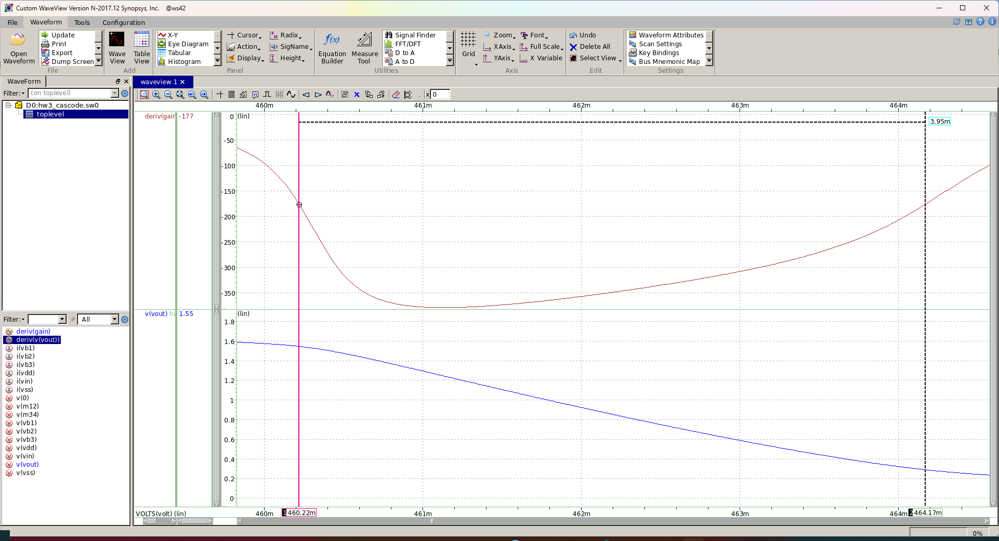 Custom WaveView Version N-2017.12 Synopsys, Inc. @ws42
File Waveform Tools Configuration
Open Waveform
Update
Print
Export
Dump Screen
File
Wave View
Table View
Add
X-Y
Eye Diagram
Tabular
Histogram
Cursor
Action
Display
Radix
SigName
Height
Panel
Equation Builder
Measure Tool
Signal Finder
FFT/DFT
D to A
A to D
Utilities
Grid
Zoom
XAxis
YAxis
Font
Full Scale
X Variable
Axis
Undo
Delete All
Select View
Edit
Waveform Attributes
Scan Settings
Key Bindings
Bus Mnemonic Map
Settings
WaveForm
Filter: (on toplevel)
D0:hw3_cascode.sw0
toplevel
Filter: All
deriv(gain)
deriv(v(vout))
i(vb1)
i(vb2)
i(vb3)
i(vdd)
i(vin)
i(vss)
v(0)
v(m12)
v(m34)
v(vb1)
v(vb2)
v(vb3)
v(vdd)
v(vin)
v(vout)
v(vss)
waveview 1
x 0
460m 461m 462m 463m 464m
deriv(gain -177
0 (lin)
3.95m
-50
-100
-150
-200
-250
-300
-350
v(vout) hv 1.55
(lin)
1.8
1.6
1.4
1.2
1
0.8
0.6
0.4
0.2
0
VOLTS(volt) (lin)
460m 1 460.22m 461m 462m 463m 464m 2 464.17m
0%